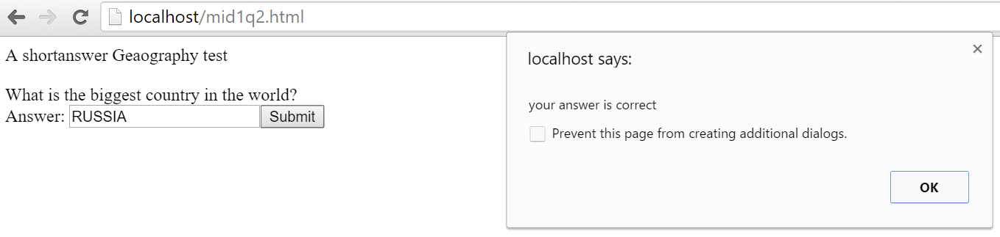 localhost/mid1q2.html
A shortanswer Geaography test
What is the biggest country in the world?
Answer: RUSSIA Submit
localhost says:
your answer is correct
Prevent this page from creating additional dialogs.
OK